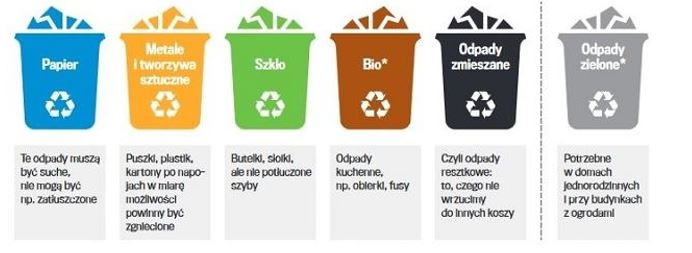 Papier
Metale
i tworzywa
sztuczne
Szkło
Bio*
Odpady
zmieszane
Odpady
zielone*
Te odpady muszą
być suche,
nie mogą być
np. zatłuszczone
Puszki, plastik,
kartony po napo-
jach w miarę
możliwości
powinny być
zgniecione
Butelki, słoiki,
ale nie potłuczone
szyby
Odpady
kuchenne,
np. obierki, fusy
Czyli odpady
resztkowe:
to, czego nie
wrzucimy
do innych koszy
Potrzebne
w domach
jednorodzinnych
i przy budynkach
z ogrodami